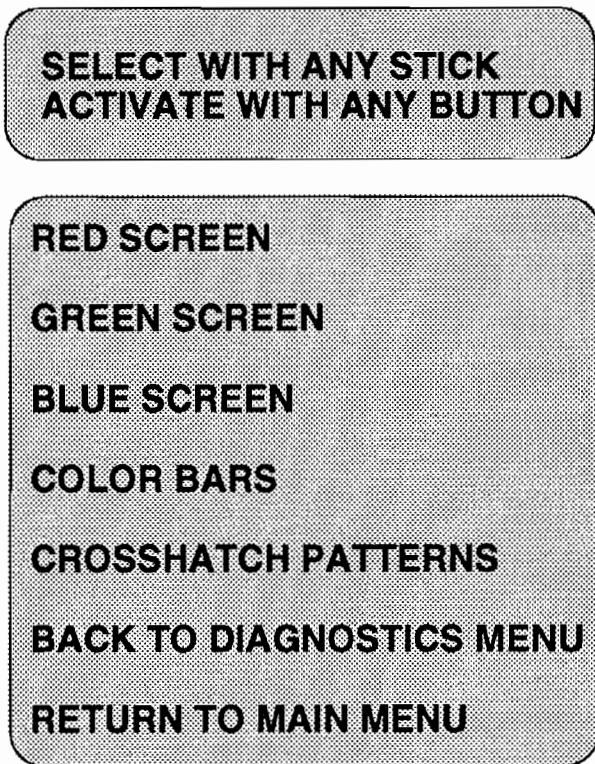 SELECT WITH ANY STICK
ACTIVATE WITH ANY BUTTON
RED SCREEN
GREEN SCREEN
BLUE SCREEN
COLOR BARS
CROSSHATCH PATTERNS
BACK TO DIAGNOSTICS MENU
RETURN TO MAIN MENU